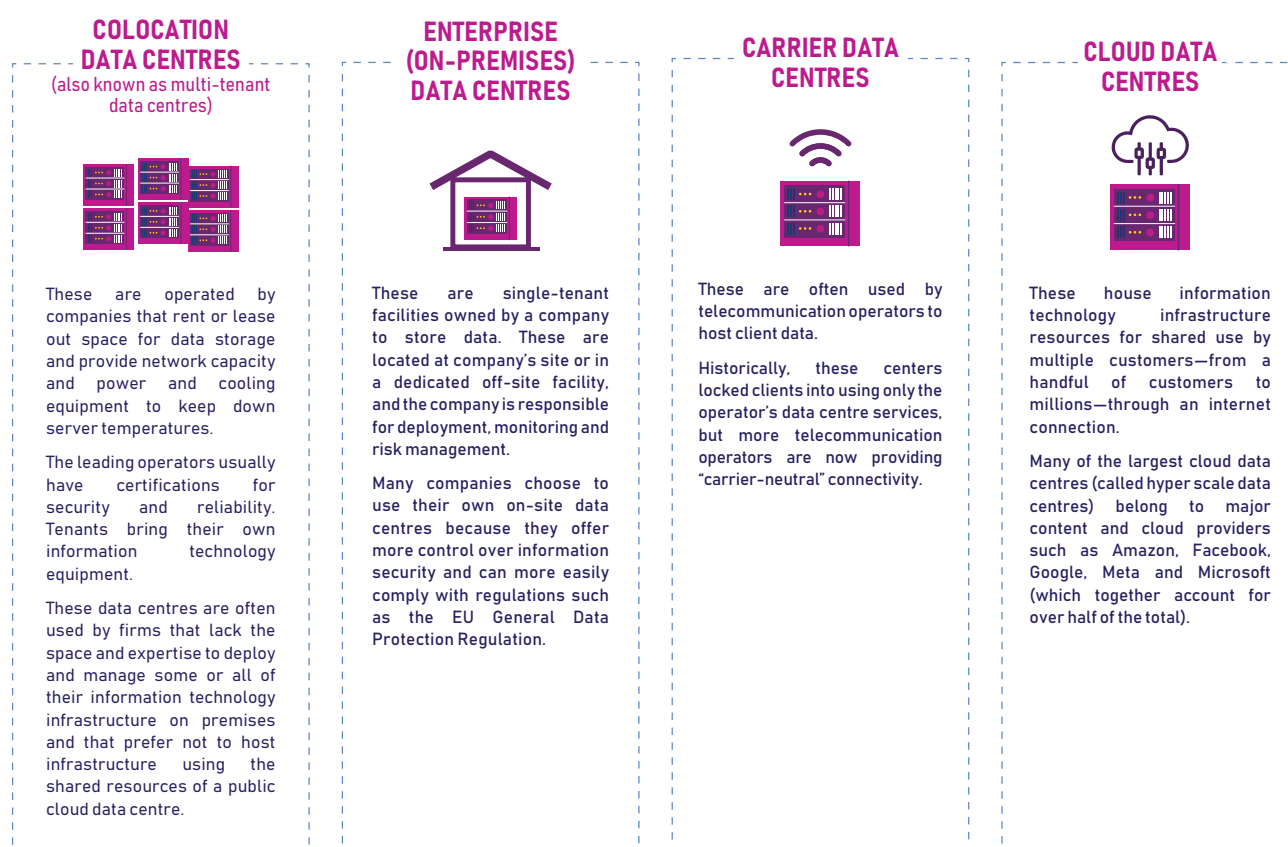 COLOCATION
DATA CENTRES
(also known as multi-tenant
data centres)
These are operated by
companies that rent or lease
out space for data storage
and provide network capacity
and power and cooling
equipment to keep down
server temperatures.
The leading operators usually
have certifications for
security and reliability.
Tenants bring their own
information technology
equipment.
These data centres are often
used by firms that lack the
space and expertise to deploy
and manage some or all of
their information technology
infrastructure on premises
and that prefer not to host
infrastructure using the
shared resources of a public
cloud data centre.
ENTERPRISE
(ON-PREMISES)
DATA CENTRES
These are single-tenant
facilities owned by a company
to store data. These are
located at company's site or in
a dedicated off-site facility,
and the company is responsible
for deployment, monitoring and
risk management.
Many companies choose to
use their own on-site data
centres because they offer
more control over information
security and can more easily
comply with regulations such
as the EU General Data
Protection Regulation.
CARRIER DATA
CENTRES
These are often used by
telecommunication operators to
host client data.
Historically, these centers
locked clients into using only the
operator's data centre services,
but more telecommunication
operators are now providing
“carrier-neutral” connectivity.
CLOUD DATA
CENTRES
These house information
technology infrastructure
resources for shared use by
multiple customers—from a
handful of customers to
millions—through an internet
connection.
Many of the largest cloud data
centres (called hyper scale data
centres) belong to major
content and cloud providers
such as Amazon, Facebook,
Google, Meta and Microsoft
(which together account for
over half of the total).